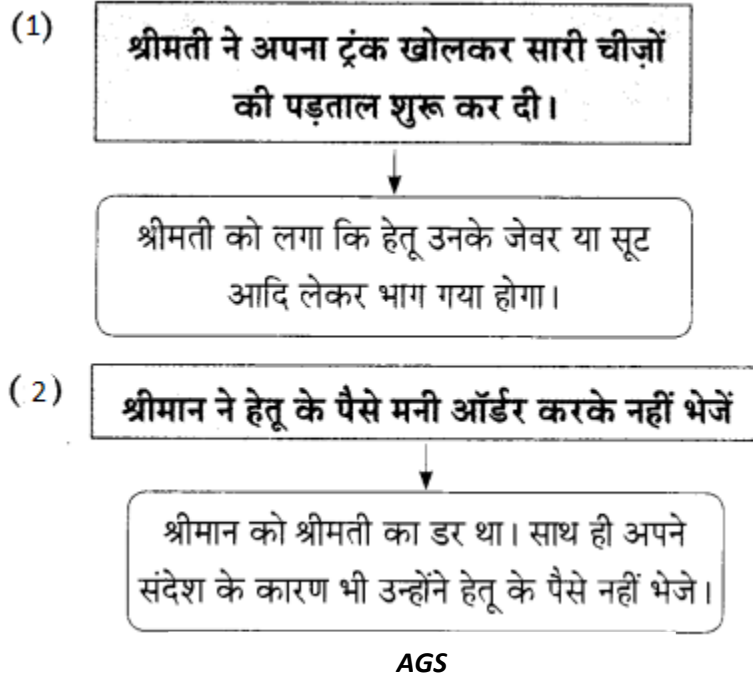 (1)
श्रीमती ने अपना ट्रंक खोलकर सारी चीज़ों
की पड़ताल शुरू कर दी।
श्रीमती को लगा कि हेतू उनके जेवर या सूट
आदि लेकर भाग गया होगा।
(2)
श्रीमान ने हेतू के पैसे मनी ऑर्डर करके नहीं भेजें
श्रीमान को श्रीमती का डर था। साथ ही अपने
संदेश के कारण भी उन्होंने हेतू के पैसे नहीं भेजे।
AGS